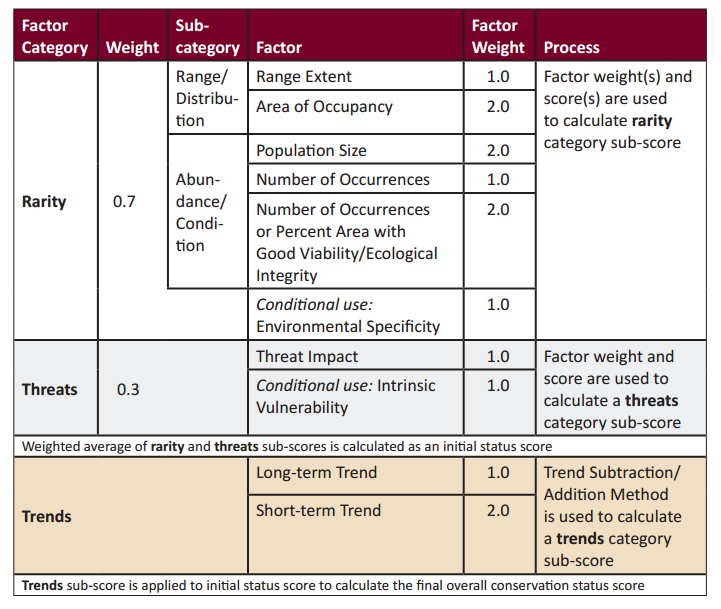 Factor Category
Weight
Sub-category
Factor
Factor Weight
Process
Rarity
0.7
Range/
Distribu-
tion
Range Extent
1.0
Factor weight(s) and
score(s) are used
to calculate rarity
category sub-score
Area of Occupancy
2.0
Abun-
dance/
Condi-
tion
Population Size
2.0
Number of Occurrences
1.0
Number of Occurrences
or Percent Area with
Good Viability/Ecological
Integrity
2.0
Conditional use:
Environmental Specificity
1.0
Threats
0.3
Threat Impact
1.0
Factor weight and
score are used to
calculate a threats
category sub-score
Conditional use: Intrinsic
Vulnerability
1.0
Weighted average of rarity and threats sub-scores is calculated as an initial status score
Trends
Long-term Trend
1.0
Trend Subtraction/
Addition Method
is used to calculate
a trends category
sub-score
Short-term Trend
2.0
Trends sub-score is applied to initial status score to calculate the final overall conservation status score